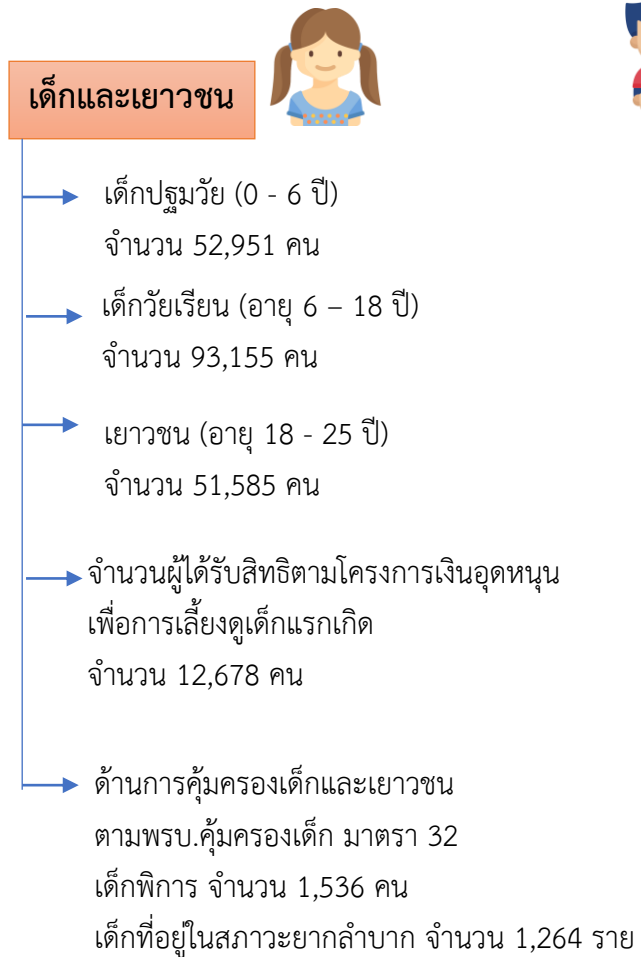 เด็กและเยาวชน
เด็กปฐมวัย (0 - 6 ปี)
จำนวน 52,951 คน
เด็กวัยเรียน (อายุ 6 – 18 ปี)
จำนวน 93,155 คน
เยาวชน (อายุ 18 - 25 ปี)
จำนวน 51,585 คน
จำนวนผู้ได้รับสิทธิตามโครงการเงินอุดหนุน
เพื่อการเลี้ยงดูเด็กแรกเกิด
จำนวน 12,678 คน
ด้านการคุ้มครองเด็กและเยาวชน
ตามพรบ.คุ้มครองเด็ก มาตรา 32
เด็กพิการ จำนวน 1,536 คน
เด็กที่อยู่ในสภาวะยากลำบาก จำนวน 1,264 ราย